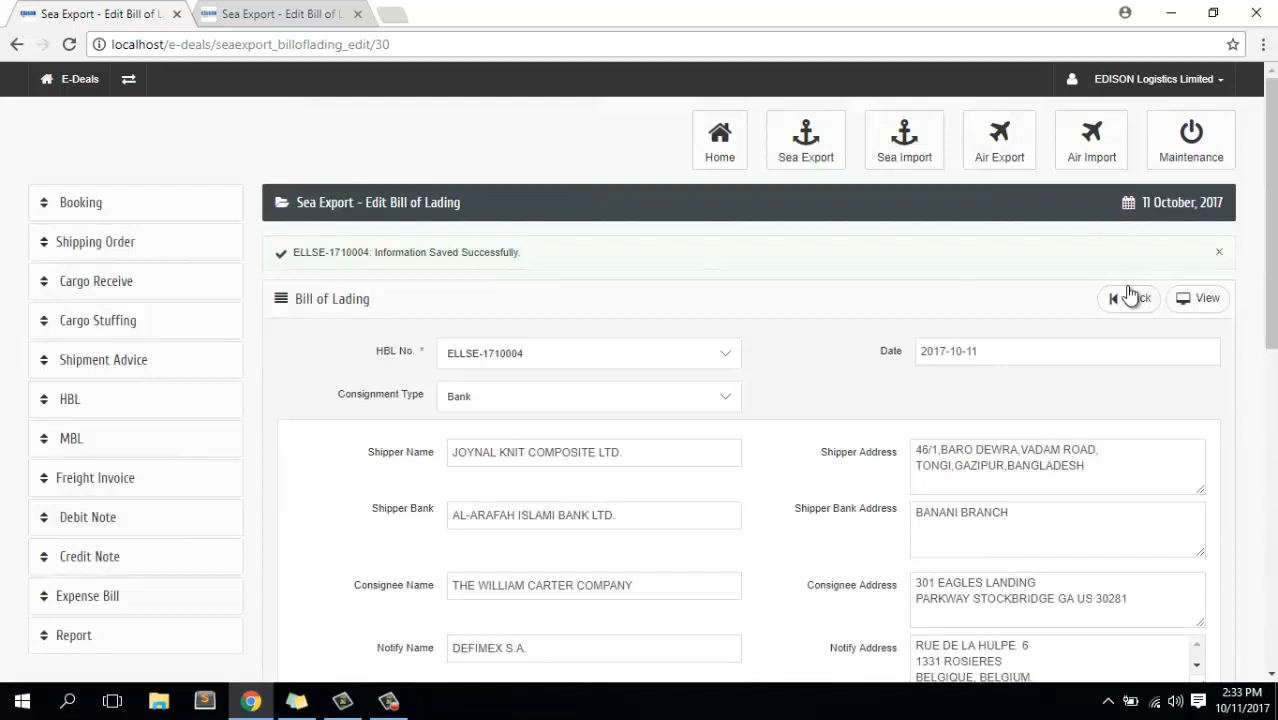 Sea Export - Edit Bill of L
Sea Export - Edit Bill of L
localhost/e-deals/seaexport_billoflading_edit/30
E-Deals
EDISON Logistics Limited
Home
Sea Export
Sea Import
Air Export
Air Import
Maintenance
Booking
Shipping Order
Cargo Receive
Cargo Stuffing
Shipment Advice
HBL
MBL
Freight Invoice
Debit Note
Credit Note
Expense Bill
Report
Sea Export - Edit Bill of Lading
11 October, 2017
ELLSE-1710004: Information Saved Successfully.
Bill of Lading
View
HBL No. *
ELLSE-1710004
Date
2017-10-11
Consignment Type
Bank
Shipper Name
JOYNAL KNIT COMPOSITE LTD.
Shipper Address
46/1,BARO DEWRA,VADAM ROAD,
TONGI,GAZIPUR,BANGLADESH
Shipper Bank
AL-ARAFAH ISLAMI BANK LTD.
Shipper Bank Address
BANANI BRANCH
Consignee Name
THE WILLIAM CARTER COMPANY
Consignee Address
301 EAGLES LANDING
PARKWAY STOCKBRIDGE GA US 30281
Notify Name
DEFIMEX S.A.
Notify Address
RUE DE LA HULPE. 6
1331 ROSIERES
BELGIQUE, BELGIUM.
2:33 PM
10/11/2017